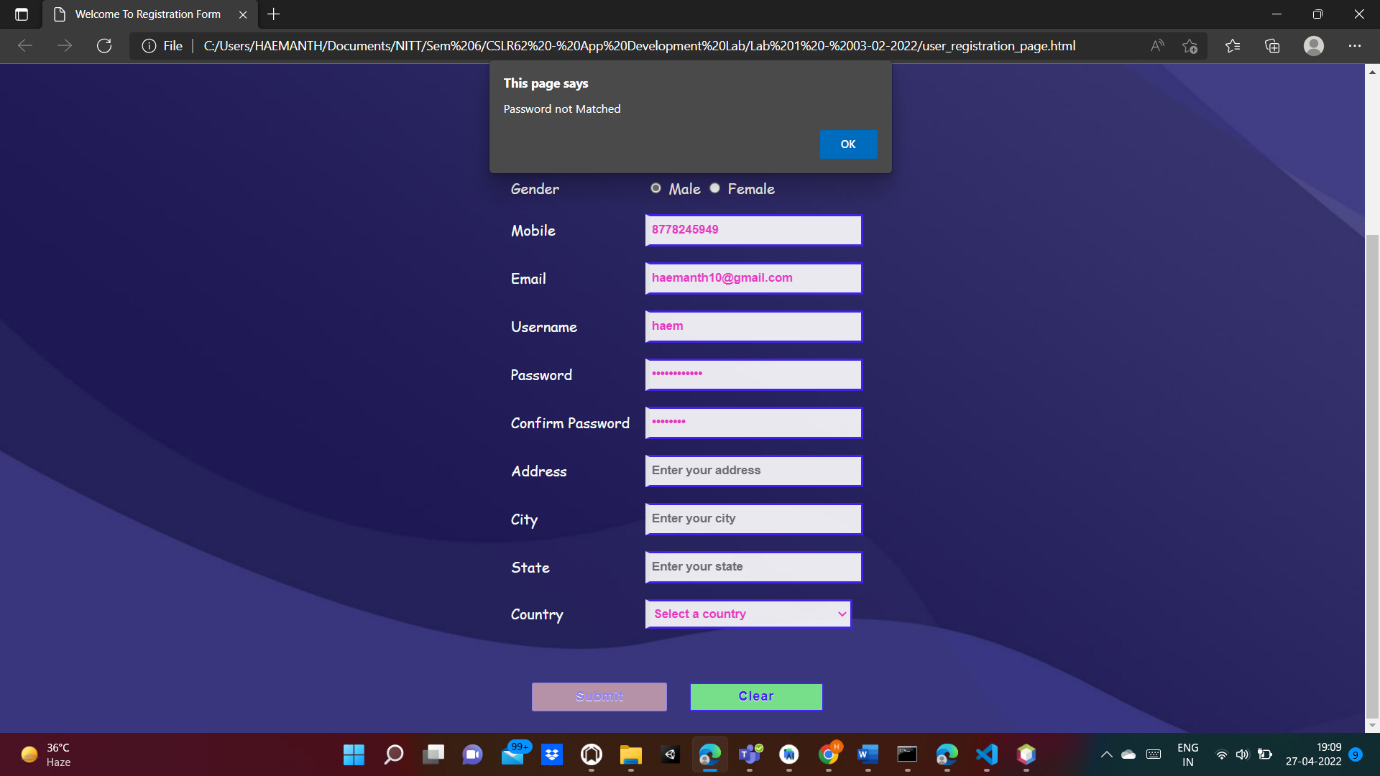 Welcome To Registration Form
File
C:/Users/HAEMANTH/Documents/NITT/Sem%206/CSLR62%20-%20App%20Development%20Lab/Lab%201%20-%2003-02-2022/user_registration_page.html
This page says
Password not Matched
OK
Gender Male Female
Mobile 8778245949
Email haemanth10@gmail.com
Username haem
Password ••••••••••••
Confirm Password ••••••••
Address Enter your address
City Enter your city
State Enter your state
Country Select a country
Submit Clear
36°C
Haze
99+
H
ENG
IN
19:09
27-04-2022
9